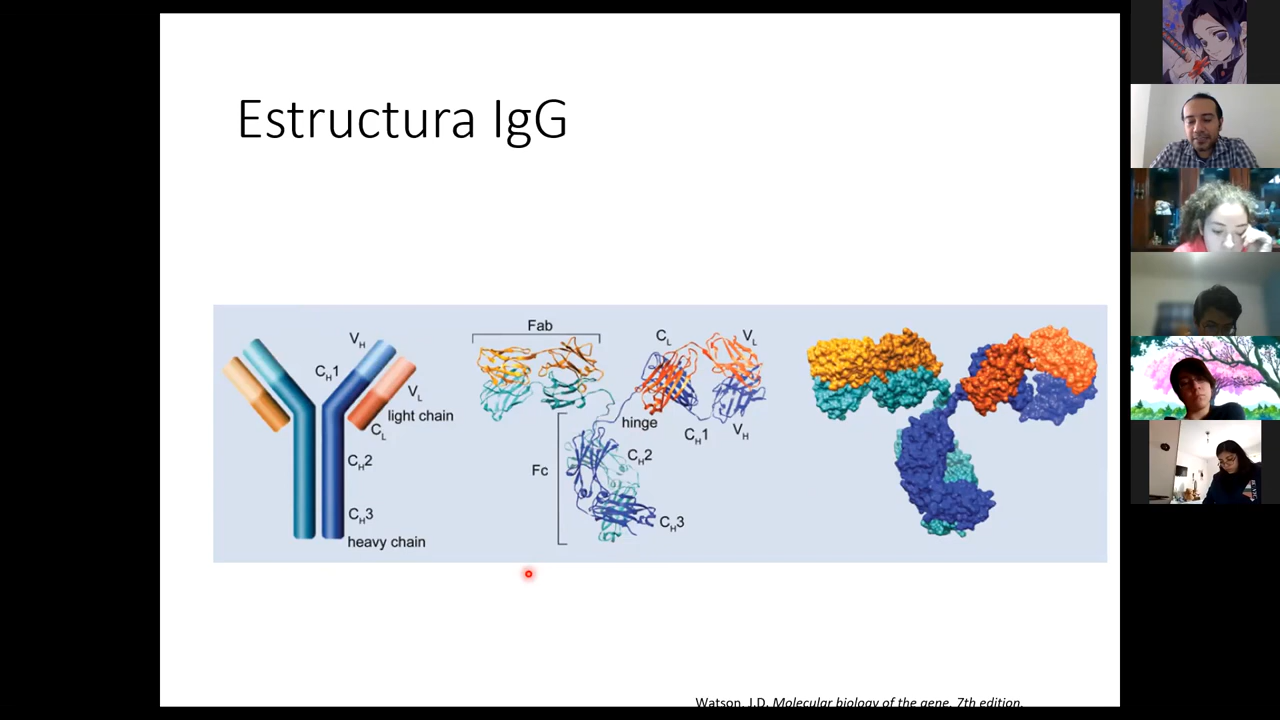 Estructura IgG
V_H
C_H1
V_L
light chain
C_L
C_H2
C_H3
heavy chain
Fab
C_L
V_L
hinge
C_H1
V_H
Fc
C_H2
C_H3
Watson, J.D. Molecular biology of the gene. 7th edition.